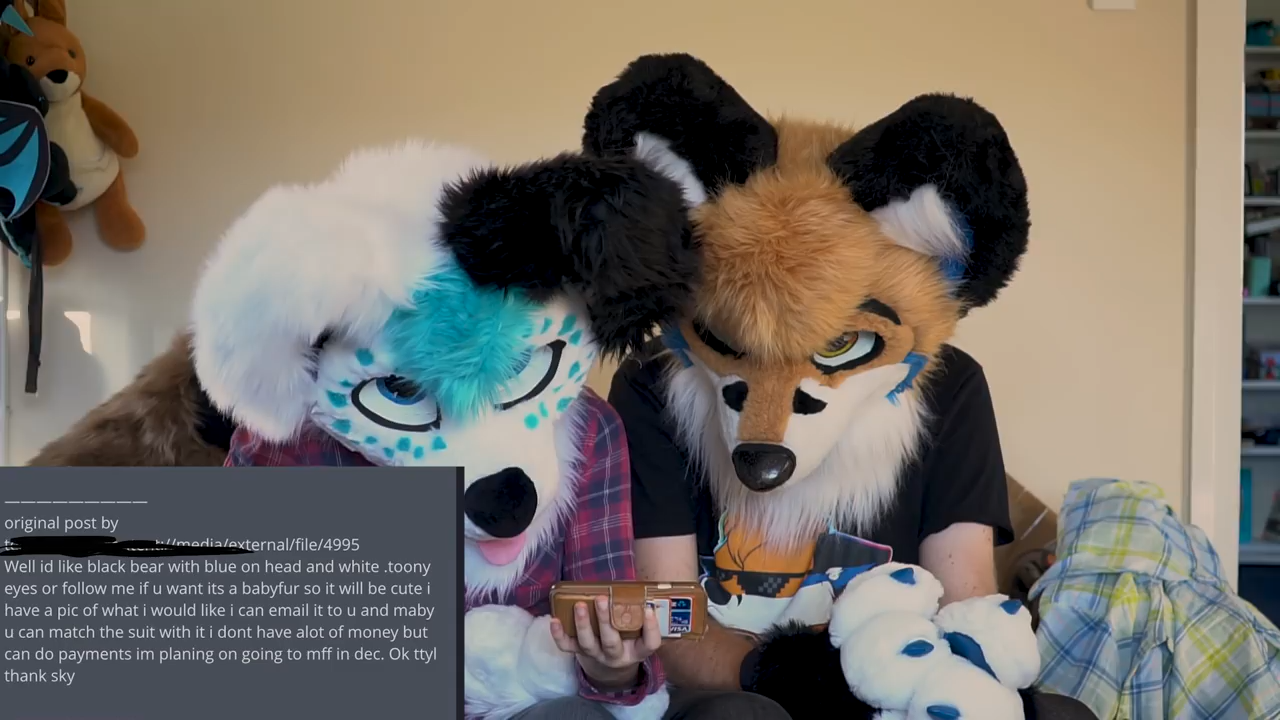 ——————————
original post by
://media/external/file/4995
Well id like black bear with blue on head and white .toony
eyes or follow me if u want its a babyfur so it will be cute i
have a pic of what i would like i can email it to u and maby
u can match the suit with it i dont have alot of money but
can do payments im planing on going to mff in dec. Ok ttyl
thank sky
VISA